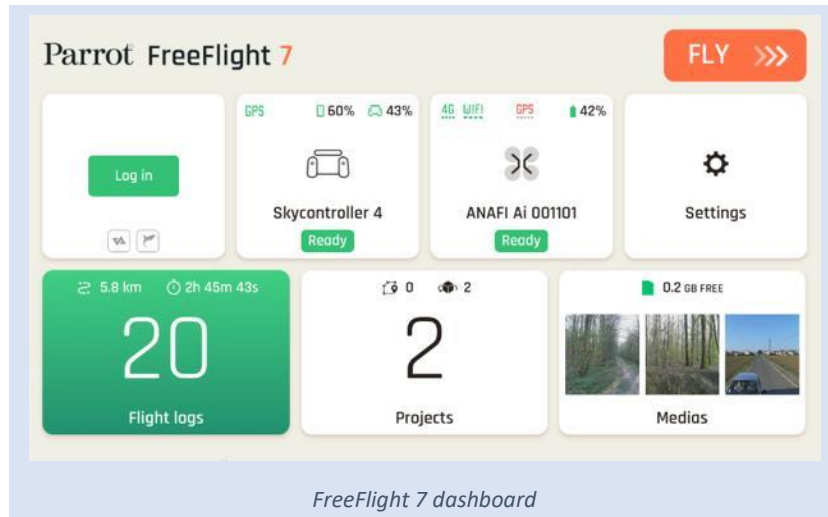 Parrot FreeFlight 7
FLY
Log in
GPS 60% 43%
Skycontroller 4
Ready
4G WIFI GPS 42%
ANAFI Ai 001101
Ready
Settings
5.8 km 2h 45m 43s
20
Flight logs
0 2
2
Projects
0.2 GB FREE
Medias
FreeFlight 7 dashboard